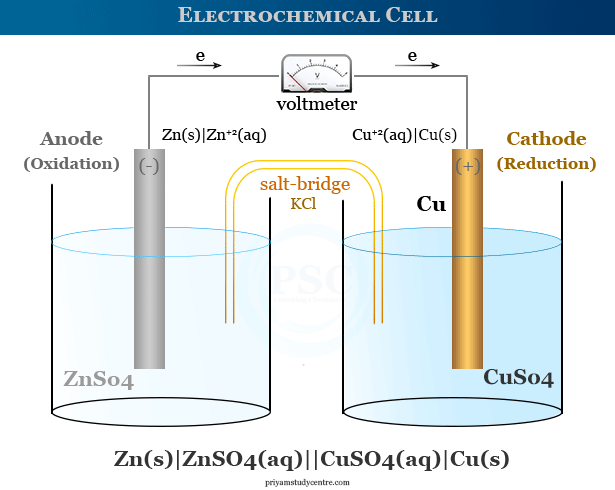 ELECTROCHEMICAL CELL
e
e
V
voltmeter
Anode
(Oxidation)
Zn(s)|Zn⁺²(aq)
Cu⁺²(aq)|Cu(s)
Cathode
(Reduction)
(-)
(+)
salt-bridge
KCl
Cu
PSC
ZnSo4
CuSo4
Zn(s)|ZnSO4(aq)||CuSO4(aq)|Cu(s)
priyamstudycentre.com